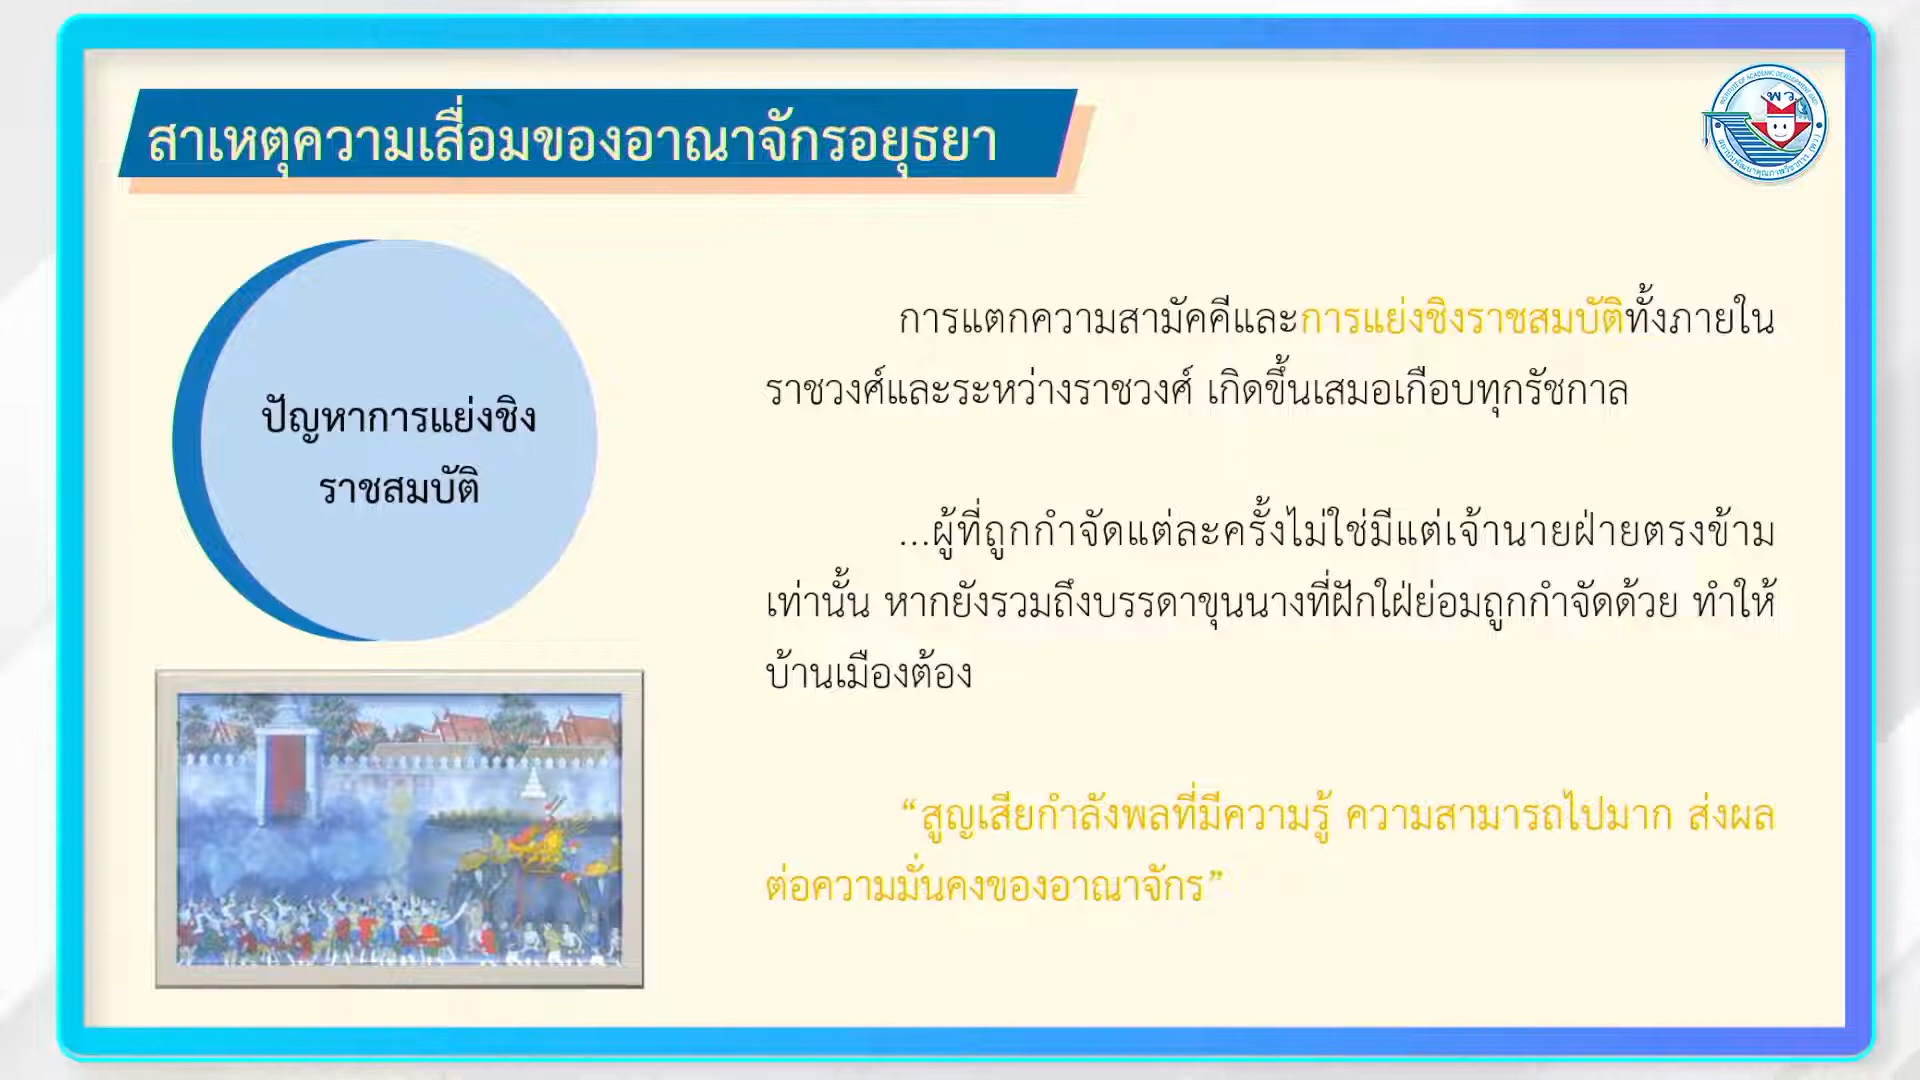 สาเหตุความเสื่อมของอาณาจักรอยุธยา
พว
ปัญหาการแย่งชิง
ราชสมบัติ
การแตกความสามัคคีและการแย่งชิงราชสมบัติทั้งภายใน
ราชวงศ์และระหว่างราชวงศ์ เกิดขึ้นเสมอเกือบทุกรัชกาล
...ผู้ที่ถูกกำจัดแต่ละครั้งไม่ใช่มีแต่เจ้านายฝ่ายตรงข้าม
เท่านั้น หากยังรวมถึงบรรดาขุนนางที่ฝักใฝ่ย่อมถูกกำจัดด้วย ทำให้
บ้านเมืองต้อง
“สูญเสียกำลังพลที่มีความรู้ ความสามารถไปมาก ส่งผล
ต่อความมั่นคงของอาณาจักร”